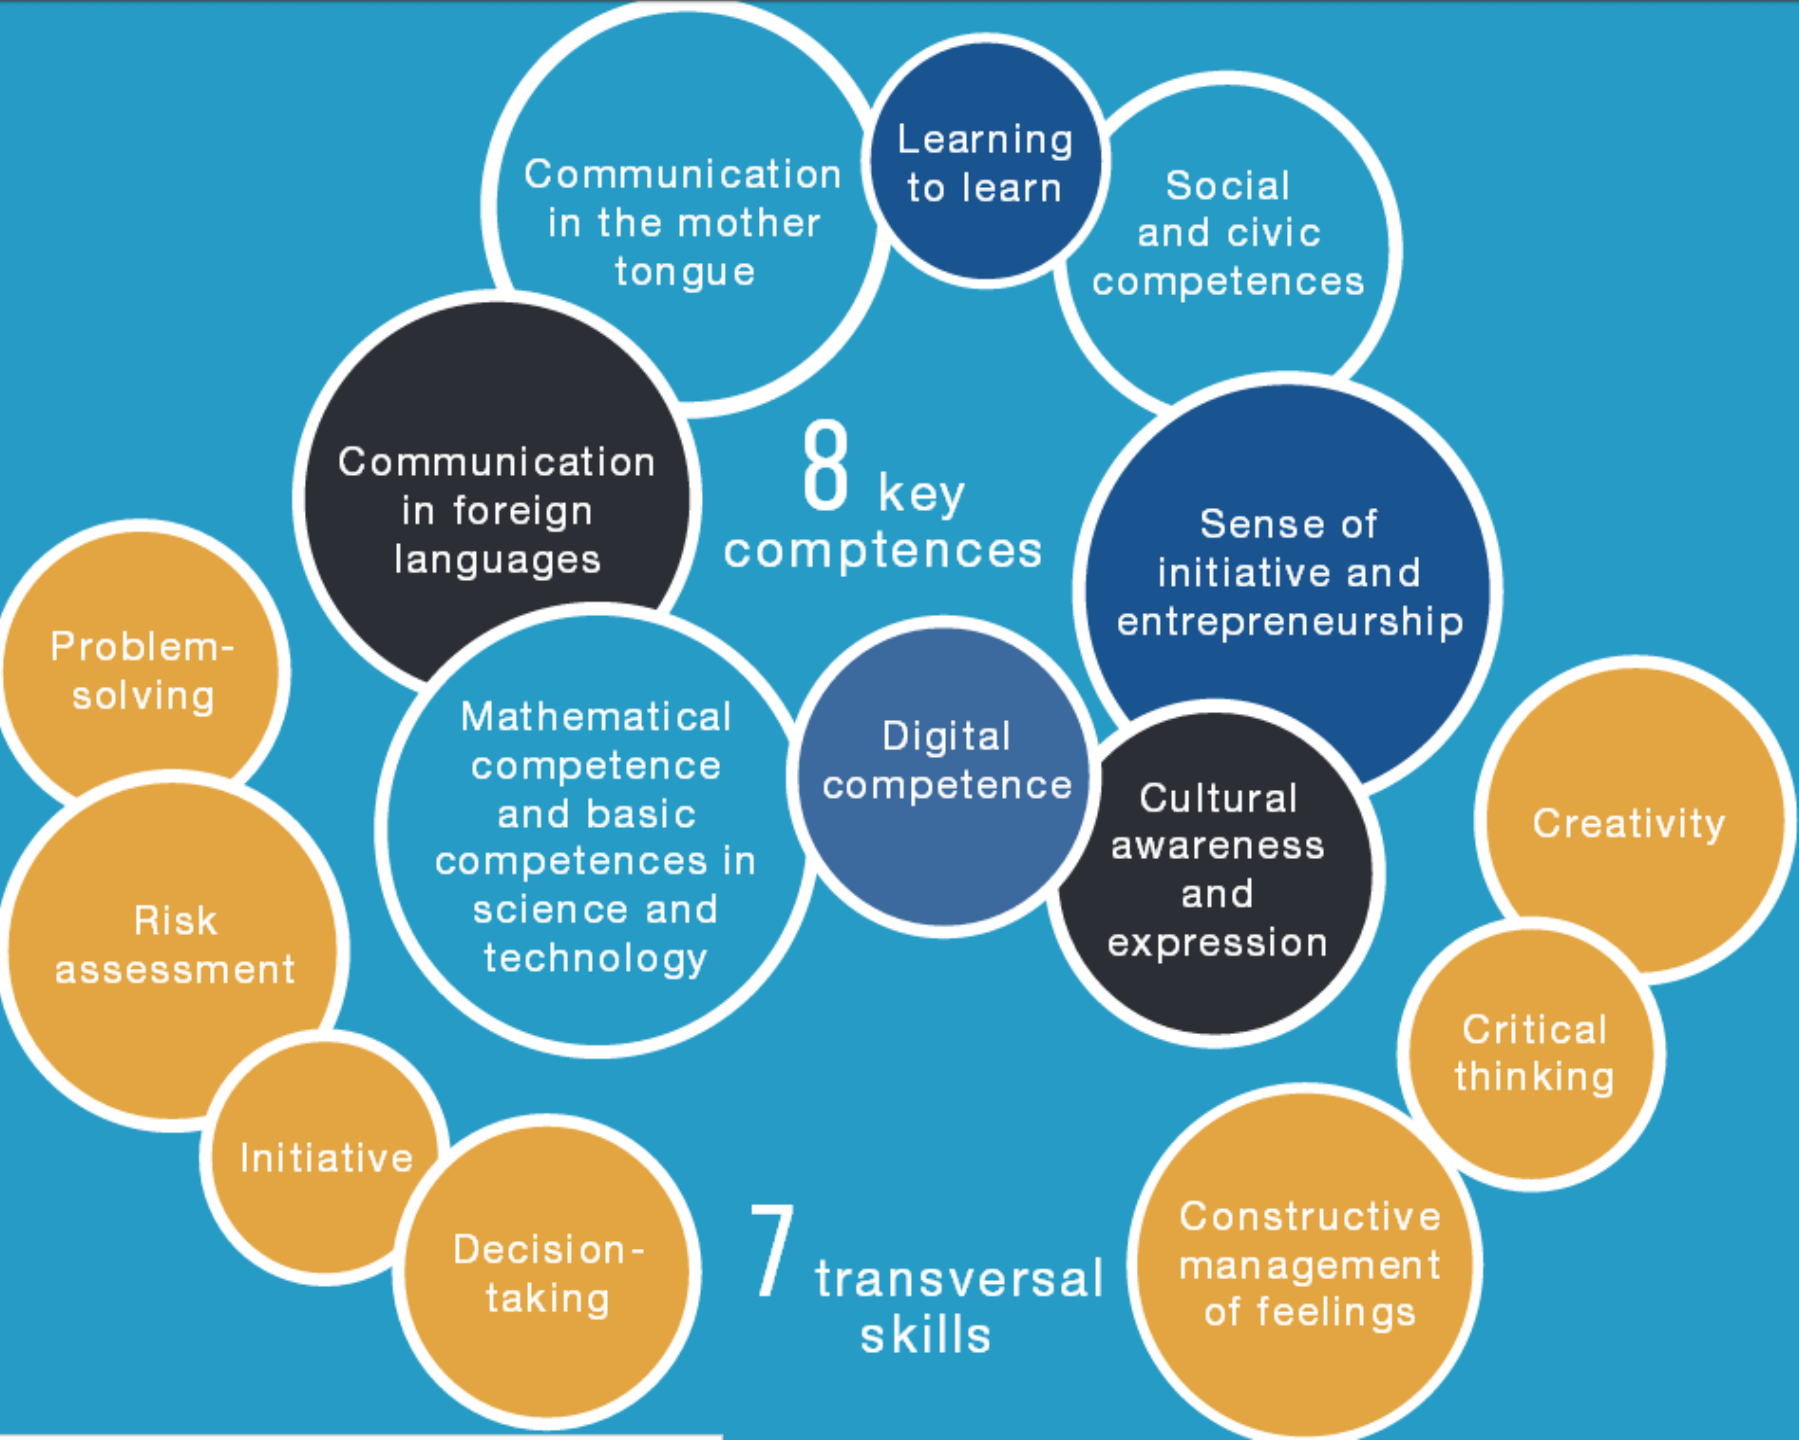 Communication
in the mother
tongue
Learning
to learn
Social
and civic
competences
Communication
in foreign
languages
8 key
comptences
Sense of
initiative and
entrepreneurship
Problem-
solving
Mathematical
competence
and basic
competences in
science and
technology
Digital
competence
Cultural
awareness
and
expression
Creativity
Risk
assessment
Critical
thinking
Initiative
Decision-
taking
7 transversal
skills
Constructive
management
of feelings